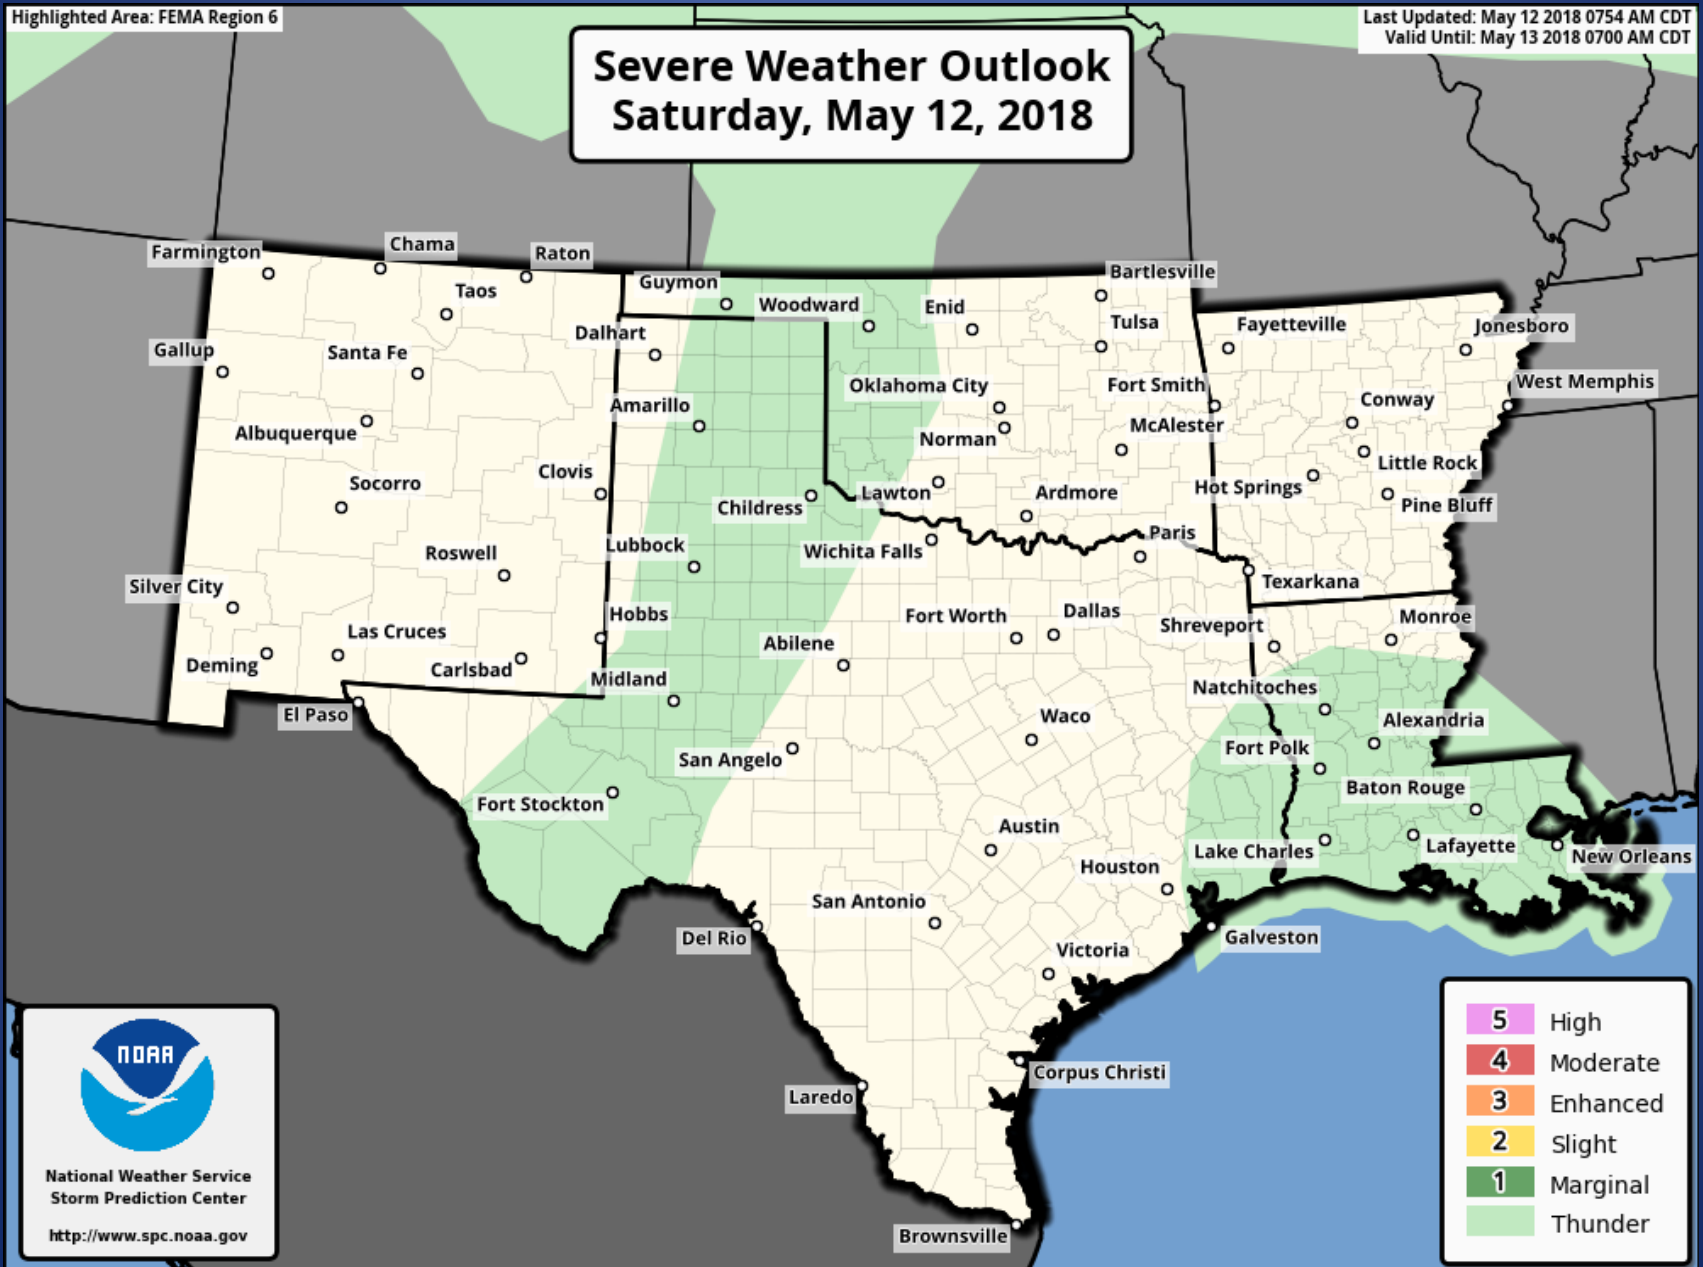 Highlighted Area: FEMA Region 6
Last Updated: May 12 2018 0754 AM CDT
Valid Until: May 13 2018 0700 AM CDT
Severe Weather Outlook
Saturday, May 12, 2018
Farmington
Chama
Raton
Taos
Guymon
Woodward
Enid
Bartlesville
Tulsa
Fayetteville
Jonesboro
Gallup
Santa Fe
Dalhart
Oklahoma City
Fort Smith
West Memphis
Conway
Amarillo
Albuquerque
Norman
McAlester
Little Rock
Socorro
Clovis
Childress
Lawton
Ardmore
Hot Springs
Pine Bluff
Roswell
Lubbock
Wichita Falls
Paris
Silver City
Texarkana
Las Cruces
Hobbs
Abilene
Fort Worth
Dallas
Shreveport
Monroe
Deming
Carlsbad
Midland
Natchitoches
El Paso
Waco
Alexandria
San Angelo
Fort Polk
Fort Stockton
Baton Rouge
Austin
Lake Charles
Lafayette
New Orleans
Houston
San Antonio
Del Rio
Galveston
Victoria
Corpus Christi
Laredo
Brownsville
NOAA
National Weather Service
Storm Prediction Center
http://www.spc.noaa.gov
5 High
4 Moderate
3 Enhanced
2 Slight
1 Marginal
Thunder